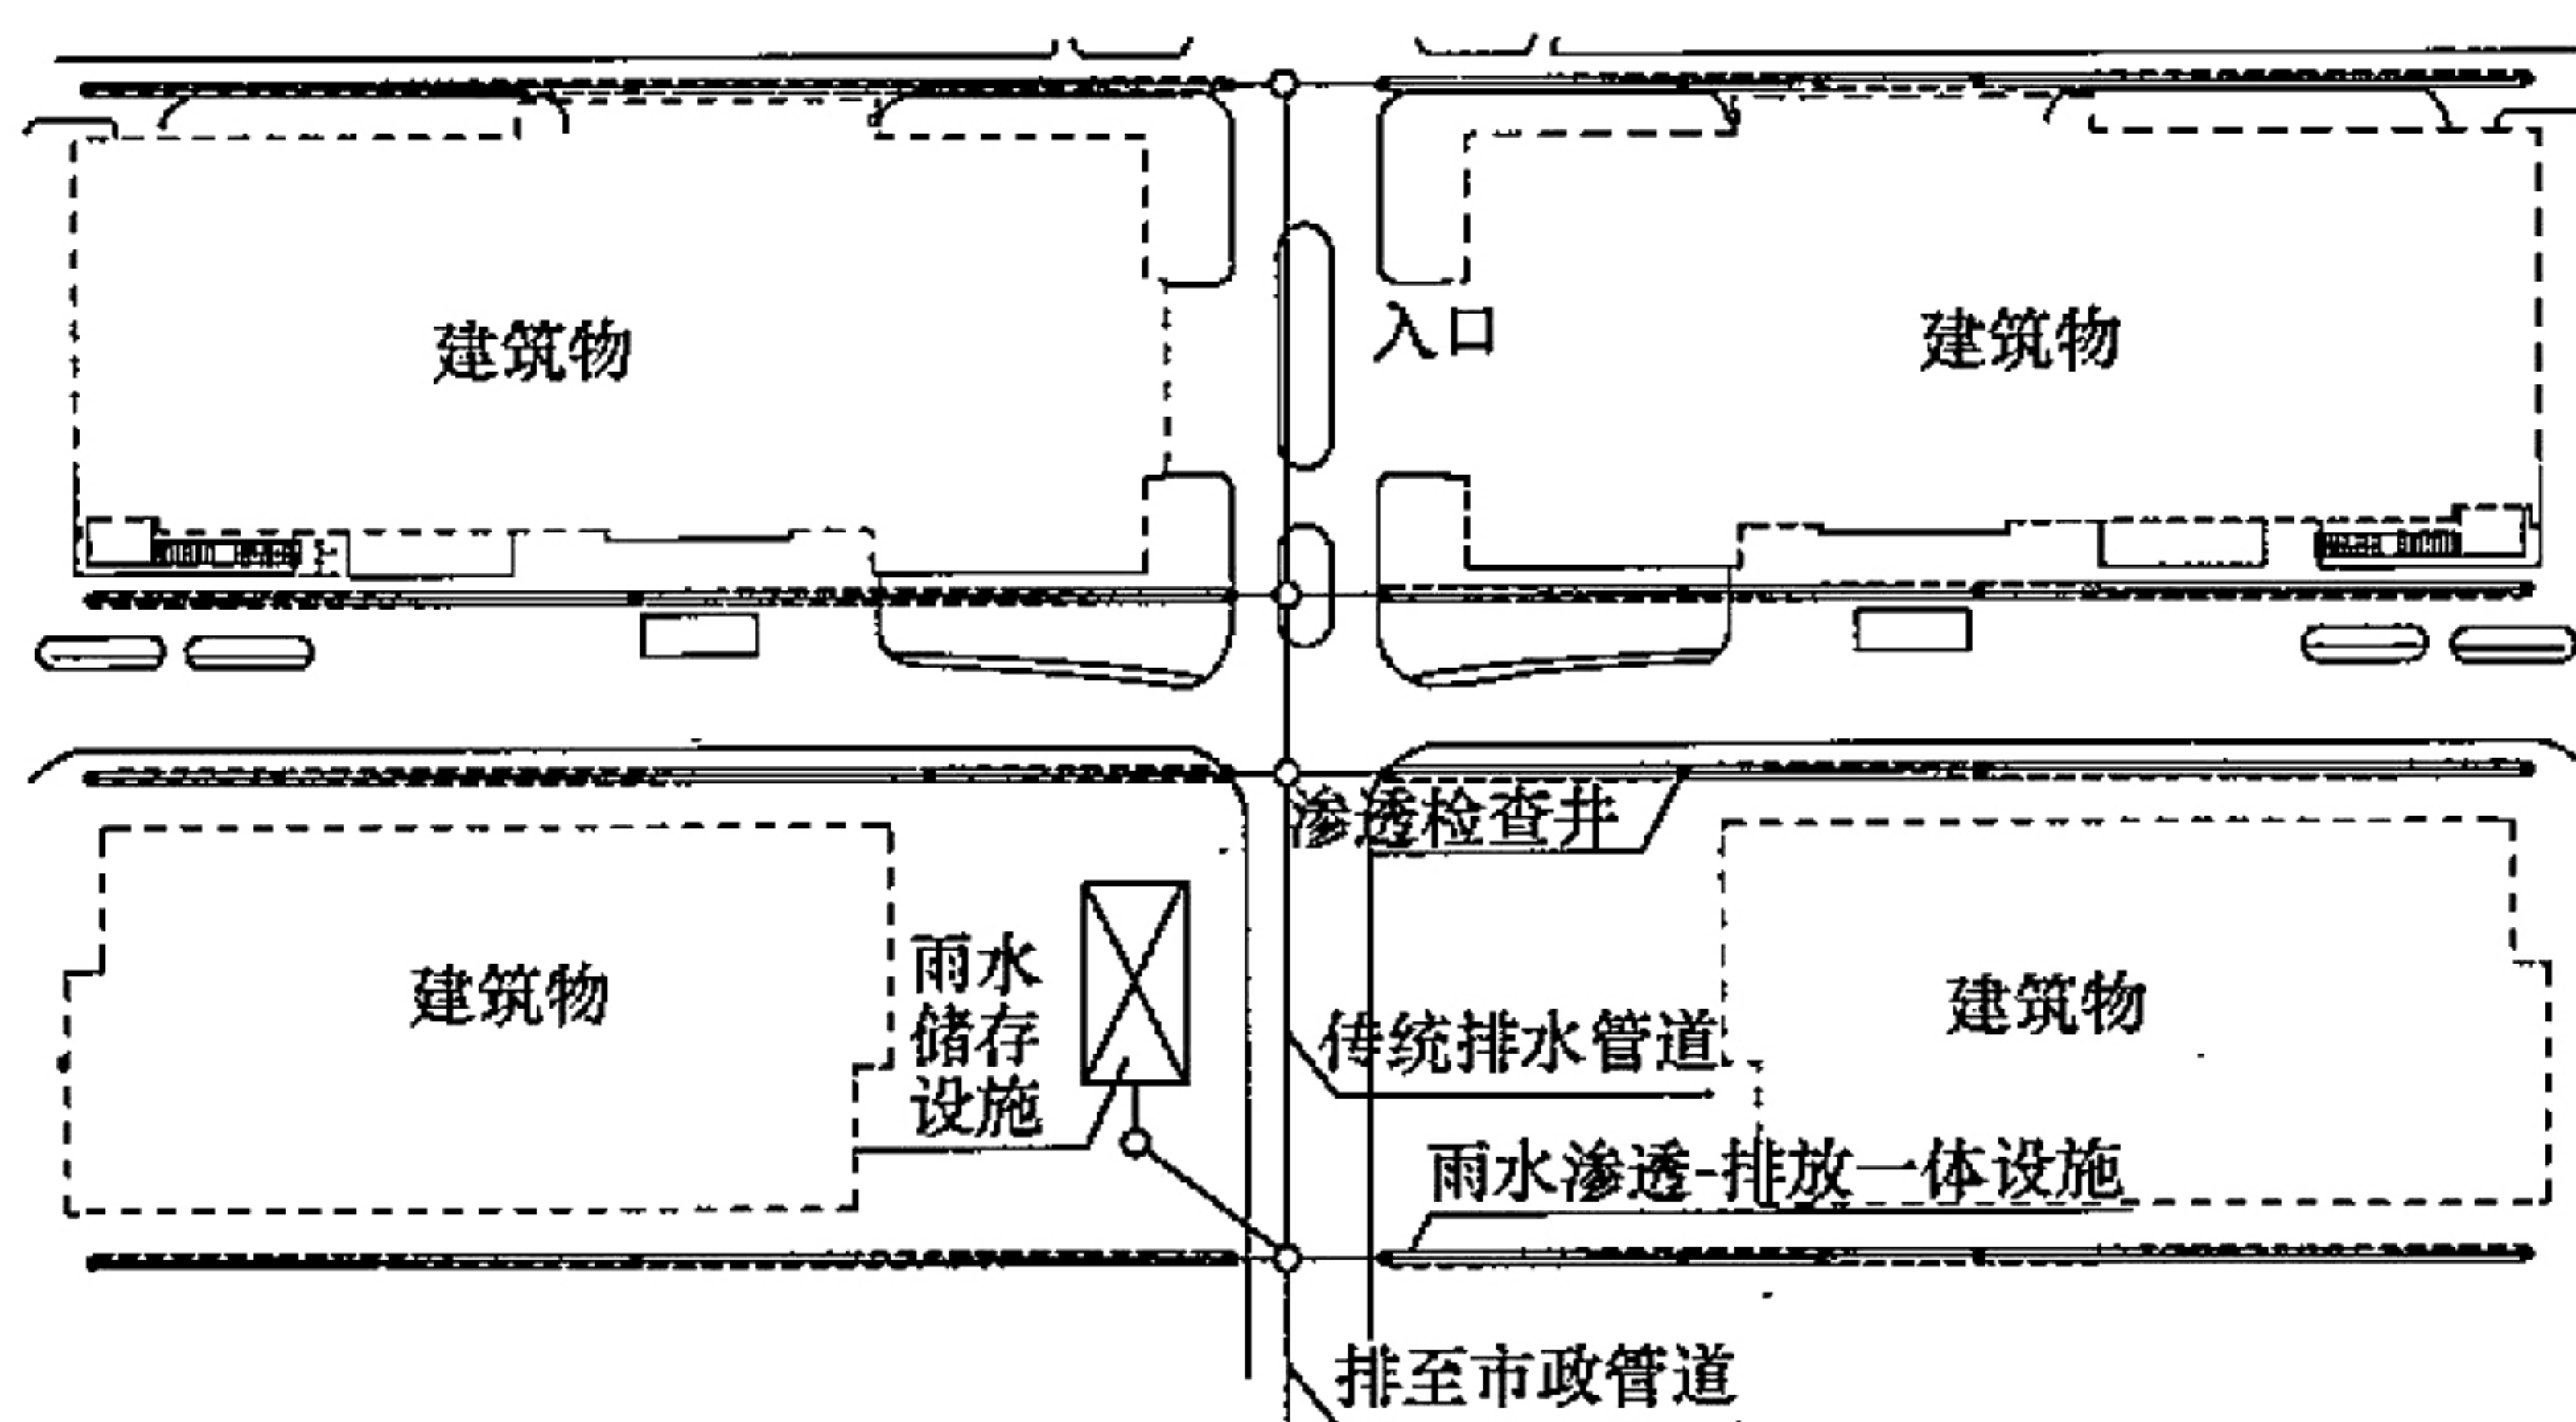 建筑物
入口
建筑物
渗透检查井
建筑物
雨水
储存
设施
传统排水管道
建筑物
雨水渗透-排放一体设施
排至市政管道